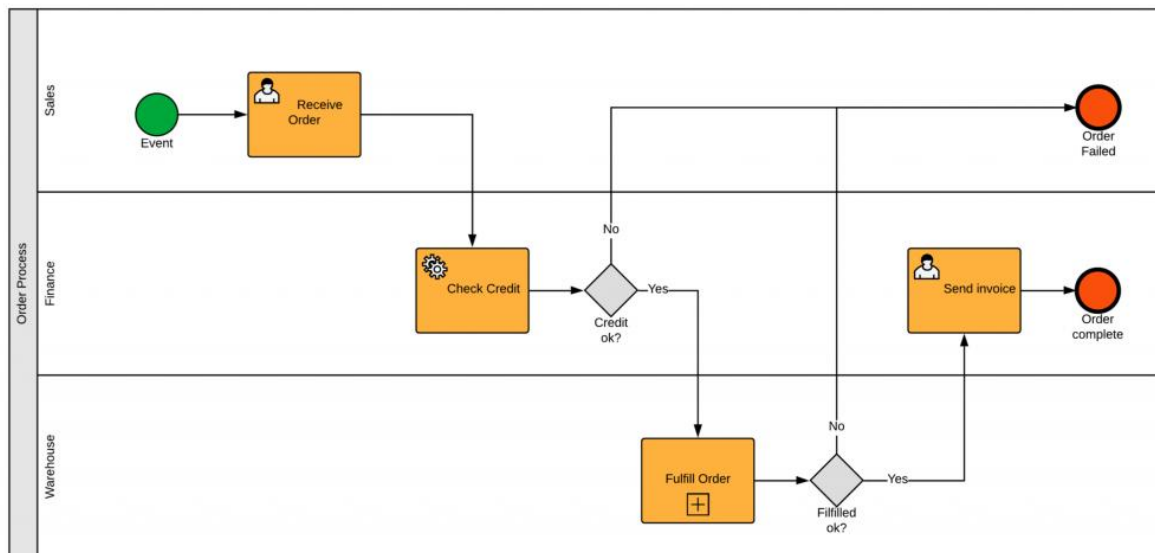 Order Process
Sales
Event
Receive
Order
Order
Failed
Finance
Check Credit
No
Credit
ok?
Yes
Send invoice
Order
complete
Warehouse
Fulfill Order
No
Filfilled
ok?
Yes